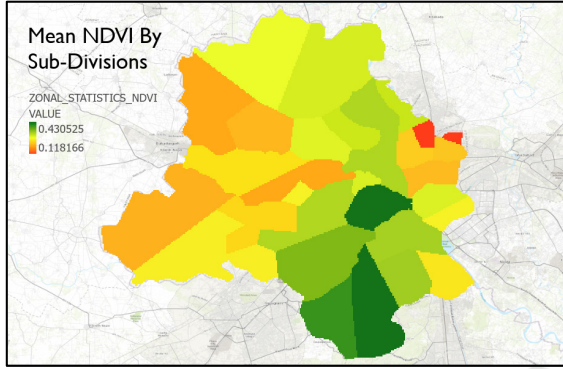 Mean NDVI By
Sub-Divisions
ZONAL_STATISTICS_NDVI
VALUE
0.430525
0.118166